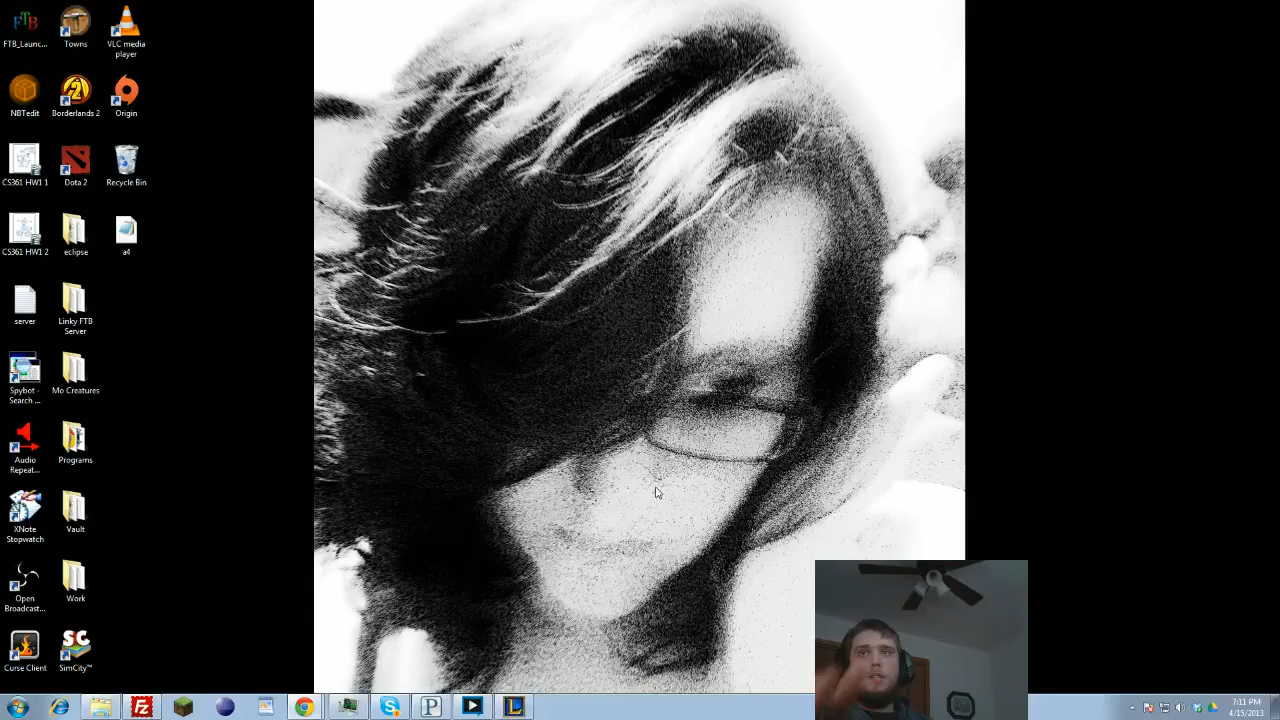 FTB_Launc...
Towns
VLC media
player
NBTedit
Borderlands 2
Origin
CS361 HW1 1
Dota 2
Recycle Bin
CS361 HW1 2
eclipse
a4
server
Linky FTB
Server
Spybot -
Search ...
Mo Creatures
Audio
Repeat...
Programs
XNote
Stopwatch
Vault
Open
Broadcast...
Work
Curse Client
SimCity™
7:11 PM
4/15/2013